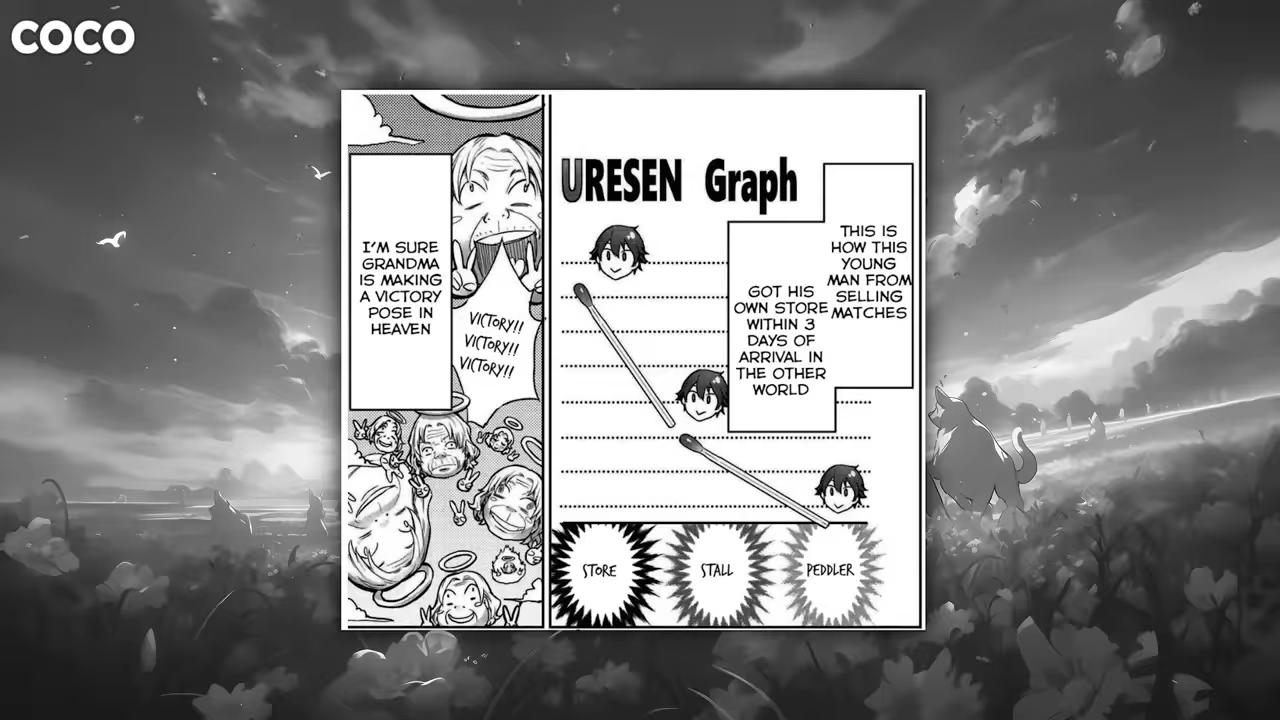 COCO
URESEN Graph
THIS IS
HOW THIS
YOUNG
MAN FROM
SELLING
MATCHES
GOT HIS
OWN STORE
WITHIN 3
DAYS OF
ARRIVAL IN
THE OTHER
WORLD
STORE
STALL
PEDDLER
I'M SURE
GRANDMA
IS MAKING
A VICTORY
POSE IN
HEAVEN
VICTORY!!
VICTORY!!
VICTORY!!